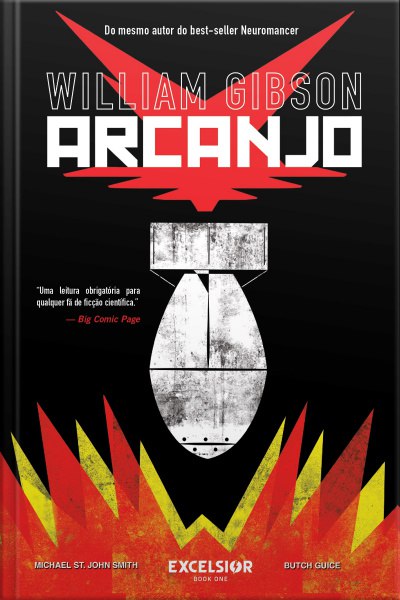 Do mesmo autor do best-seller Neuromancer
WILLIAM GIBSON
ARCANJO
“Uma leitura obrigatória para
qualquer fã de ficção científica.”
— Big Comic Page
MICHAEL ST. JOHN SMITH
EXCELSIOR
BOOK ONE
BUTCH GUICE